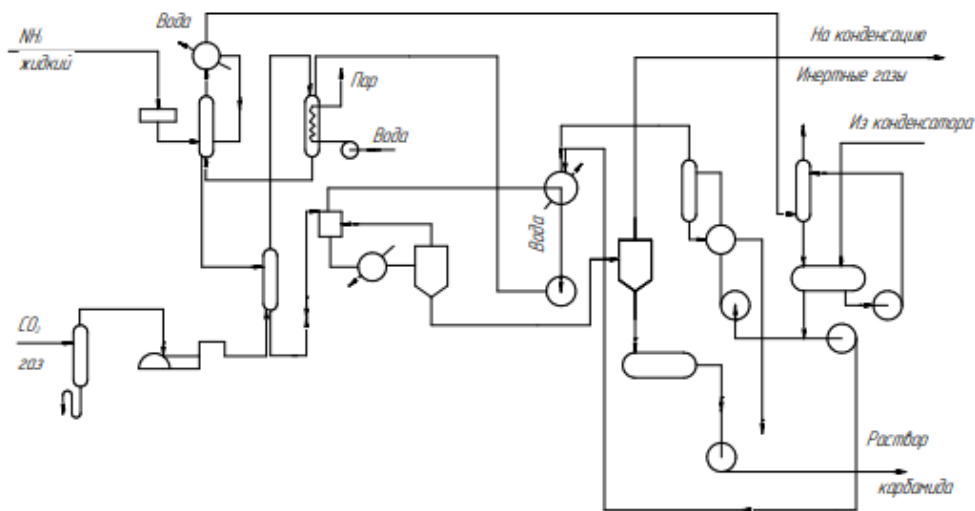 Вода
NH₃
жидкий
Пар
Вода
На конденсацию
Инертные газы
Из конденсатора
Вода
CO₂
газ
Раствор
карбамида